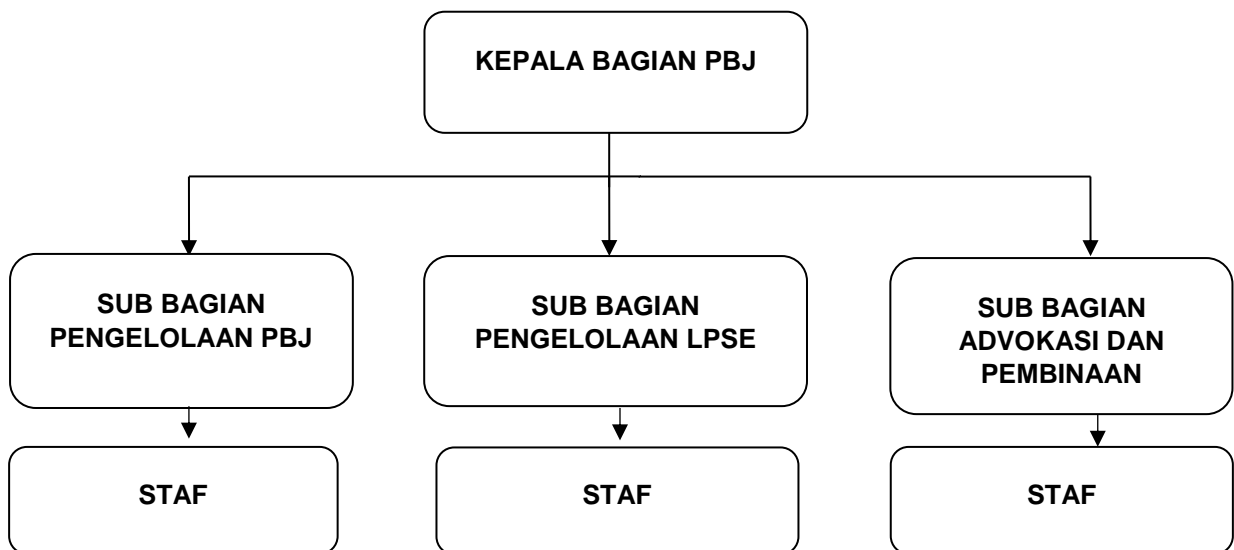 KEPALA BAGIAN PBJ
SUB BAGIAN
PENGELOLAAN PBJ
SUB BAGIAN
PENGELOLAAN LPSE
SUB BAGIAN
ADVOKASI DAN
PEMBINAAN
STAF
STAF
STAF